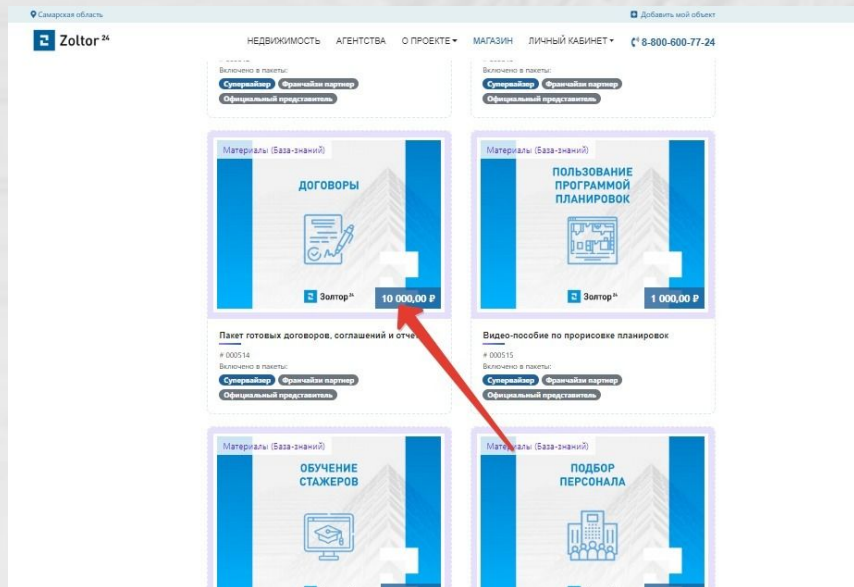 Самарская область
Добавить мой объект
Zoltor 24
НЕДВИЖИМОСТЬ АГЕНТСТВА О ПРОЕКТЕ МАГАЗИН ЛИЧНЫЙ КАБИНЕТ 8-800-600-77-24
Включено в пакеты:
Супервайзер Франчайзи партнер
Официальный представитель
Включено в пакеты:
Супервайзер Франчайзи партнер
Официальный представитель
Материалы (База-знаний)
ДОГОВОРЫ
Золтор 24
10 000,00 ₽
Пакет готовых договоров, соглашений и
# 000514
Включено в пакеты:
Супервайзер Франчайзи партнер
Официальный представитель
Материалы (База-знаний)
ПОЛЬЗОВАНИЕ
ПРОГРАММОЙ
ПЛАНИРОВОК
Золтор 24
1 000,00 ₽
Видео-пособие по прорисовке планировок
# 000515
Включено в пакеты:
Супервайзер Франчайзи партнер
Официальный представитель
Материалы (База-знаний)
ОБУЧЕНИЕ
СТАЖЕРОВ
Материалы (База-знаний)
ПОДБОР
ПЕРСОНАЛА